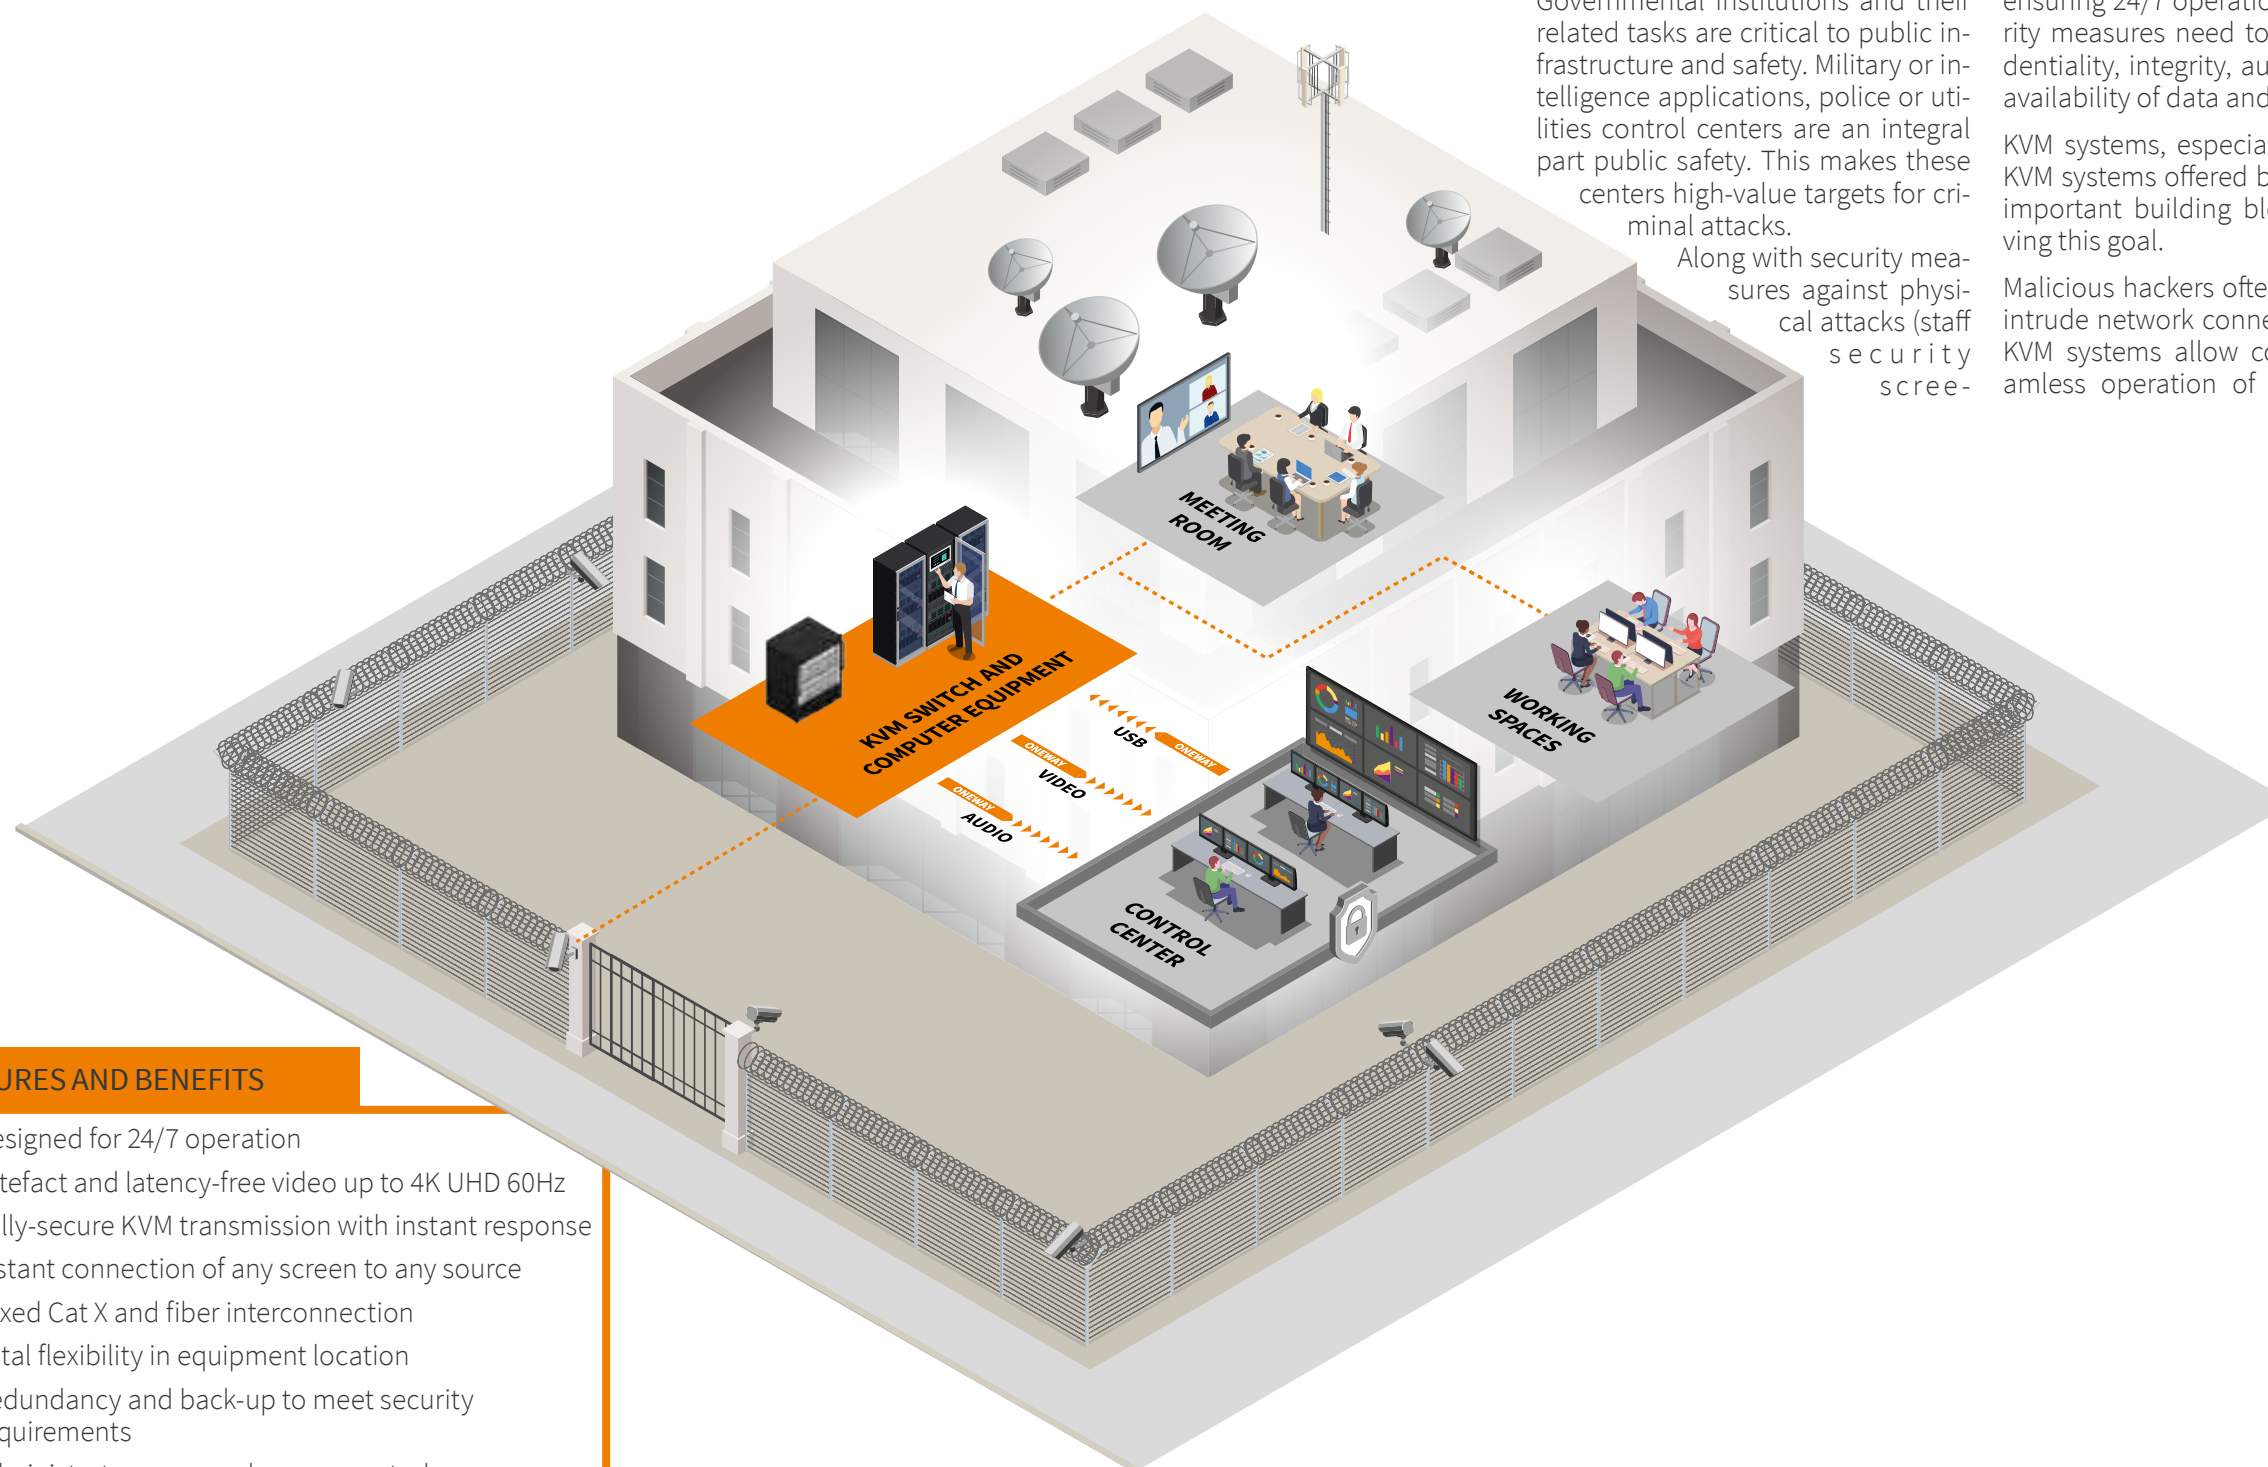 Governmental institutions and their
related tasks are critical to public in-
frastructure and safety. Military or in-
telligence applications, police or uti-
lities control centers are an integral
part public safety. This makes these
centers high-value targets for cri-
minal attacks.
Along with security mea-
sures against physi-
cal attacks (staff
security
scree-
ensuring 24/7 operatio
rity measures need to
dentiality, integrity, au
availability of data and
KVM systems, especia
KVM systems offered b
important building bl
ving this goal.
Malicious hackers ofte
intrude network conne
KVM systems allow co
amless operation of
MEETING
ROOM
KVM SWITCH AND
COMPUTER EQUIPMENT
WORKING
SPACES
USB
ONEWAY
ONEWAY
VIDEO
ONEWAY
AUDIO
CONTROL
CENTER
URES AND BENEFITS
esigned for 24/7 operation
tefact and latency-free video up to 4K UHD 60Hz
lly-secure KVM transmission with instant response
stant connection of any screen to any source
xed Cat X and fiber interconnection
tal flexibility in equipment location
edundancy and back-up to meet security
quirements